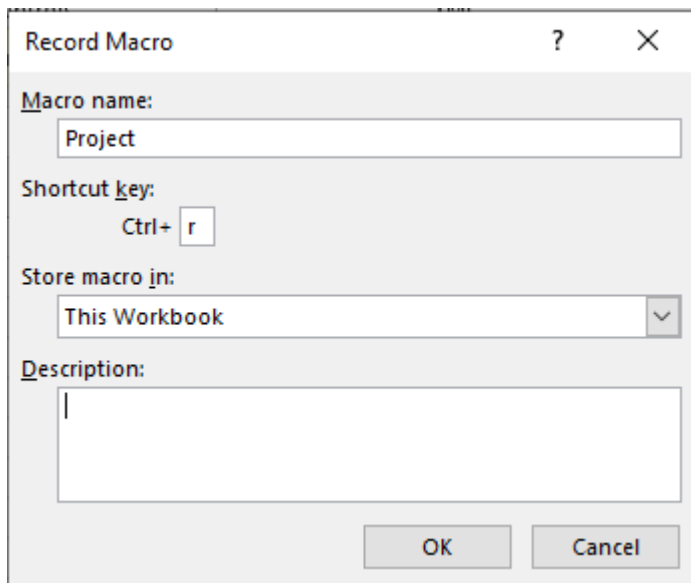 Record Macro ? ×
Macro name:
Project
Shortcut key:
Ctrl+ r
Store macro in:
This Workbook
Description:
OK Cancel